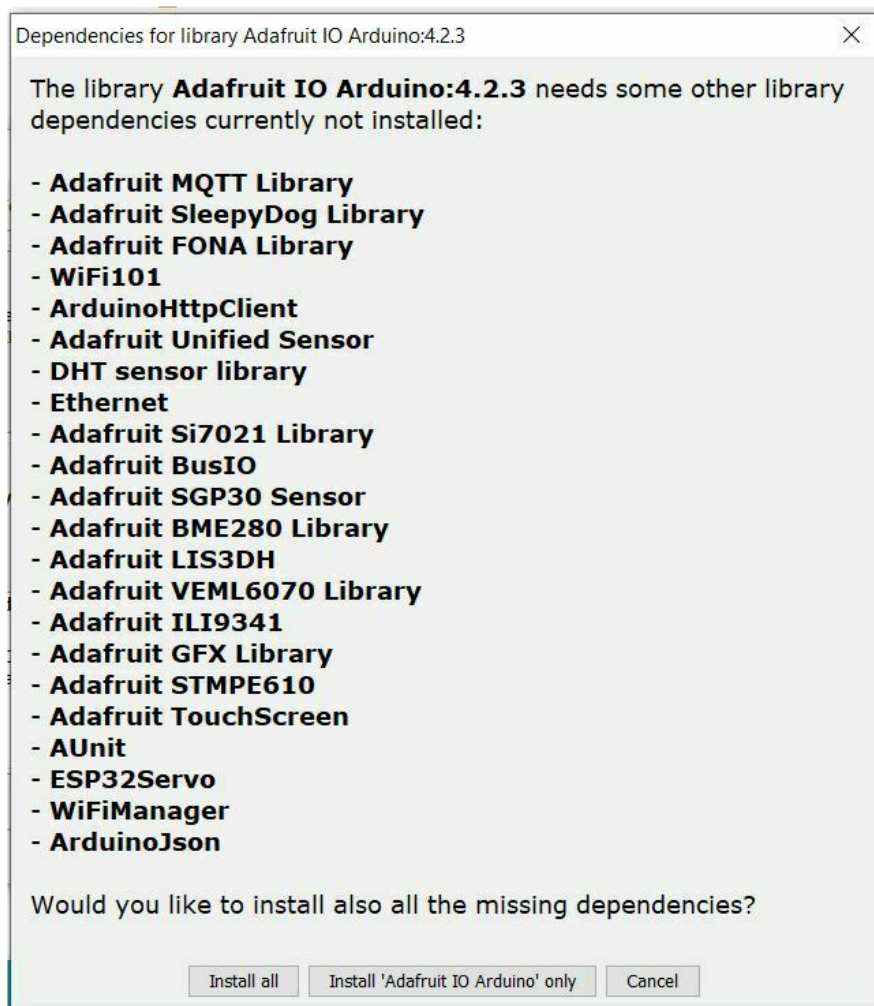 Dependencies for library Adafruit IO Arduino:4.2.3
The library Adafruit IO Arduino:4.2.3 needs some other library
dependencies currently not installed:
- Adafruit MQTT Library
- Adafruit SleepyDog Library
- Adafruit FONA Library
- WiFi101
- ArduinoHttpClient
- Adafruit Unified Sensor
- DHT sensor library
- Ethernet
- Adafruit Si7021 Library
- Adafruit BusIO
- Adafruit SGP30 Sensor
- Adafruit BME280 Library
- Adafruit LIS3DH
- Adafruit VEML6070 Library
- Adafruit ILI9341
- Adafruit GFX Library
- Adafruit STMPE610
- Adafruit TouchScreen
- AUnit
- ESP32Servo
- WiFiManager
- ArduinoJson
Would you like to install also all the missing dependencies?
Install all
Install 'Adafruit IO Arduino' only
Cancel